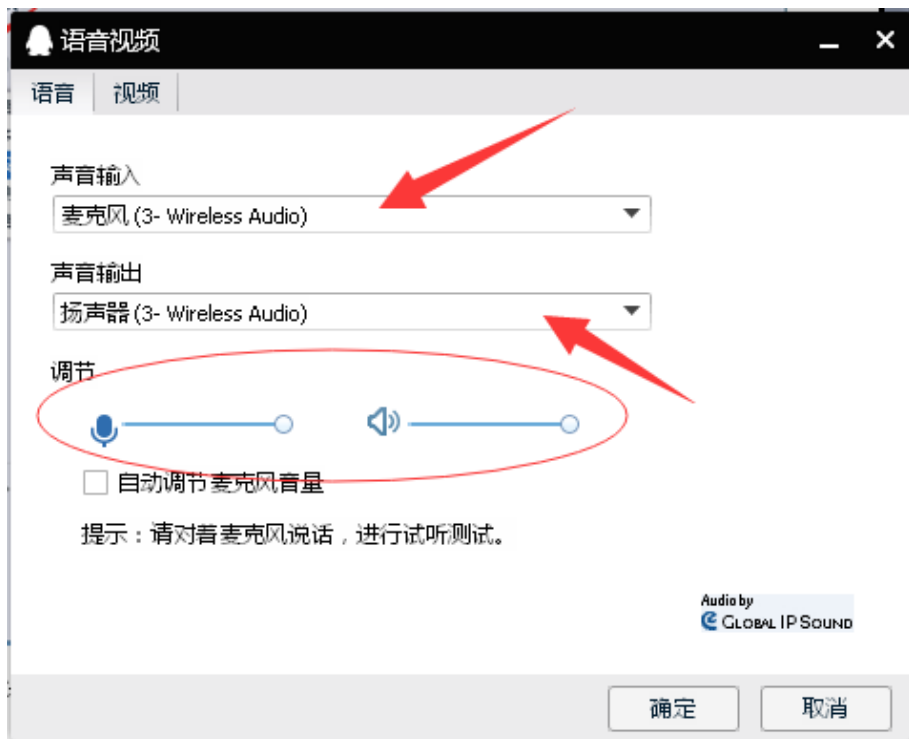 语音视频
语音 视频
声音输入
麦克风 (3- Wireless Audio)
声音输出
扬声器 (3- Wireless Audio)
调节
自动调节麦克风音量
提示：请对着麦克风说话，进行试听测试。
Audio by
GLOBAL IP SOUND
确定 取消